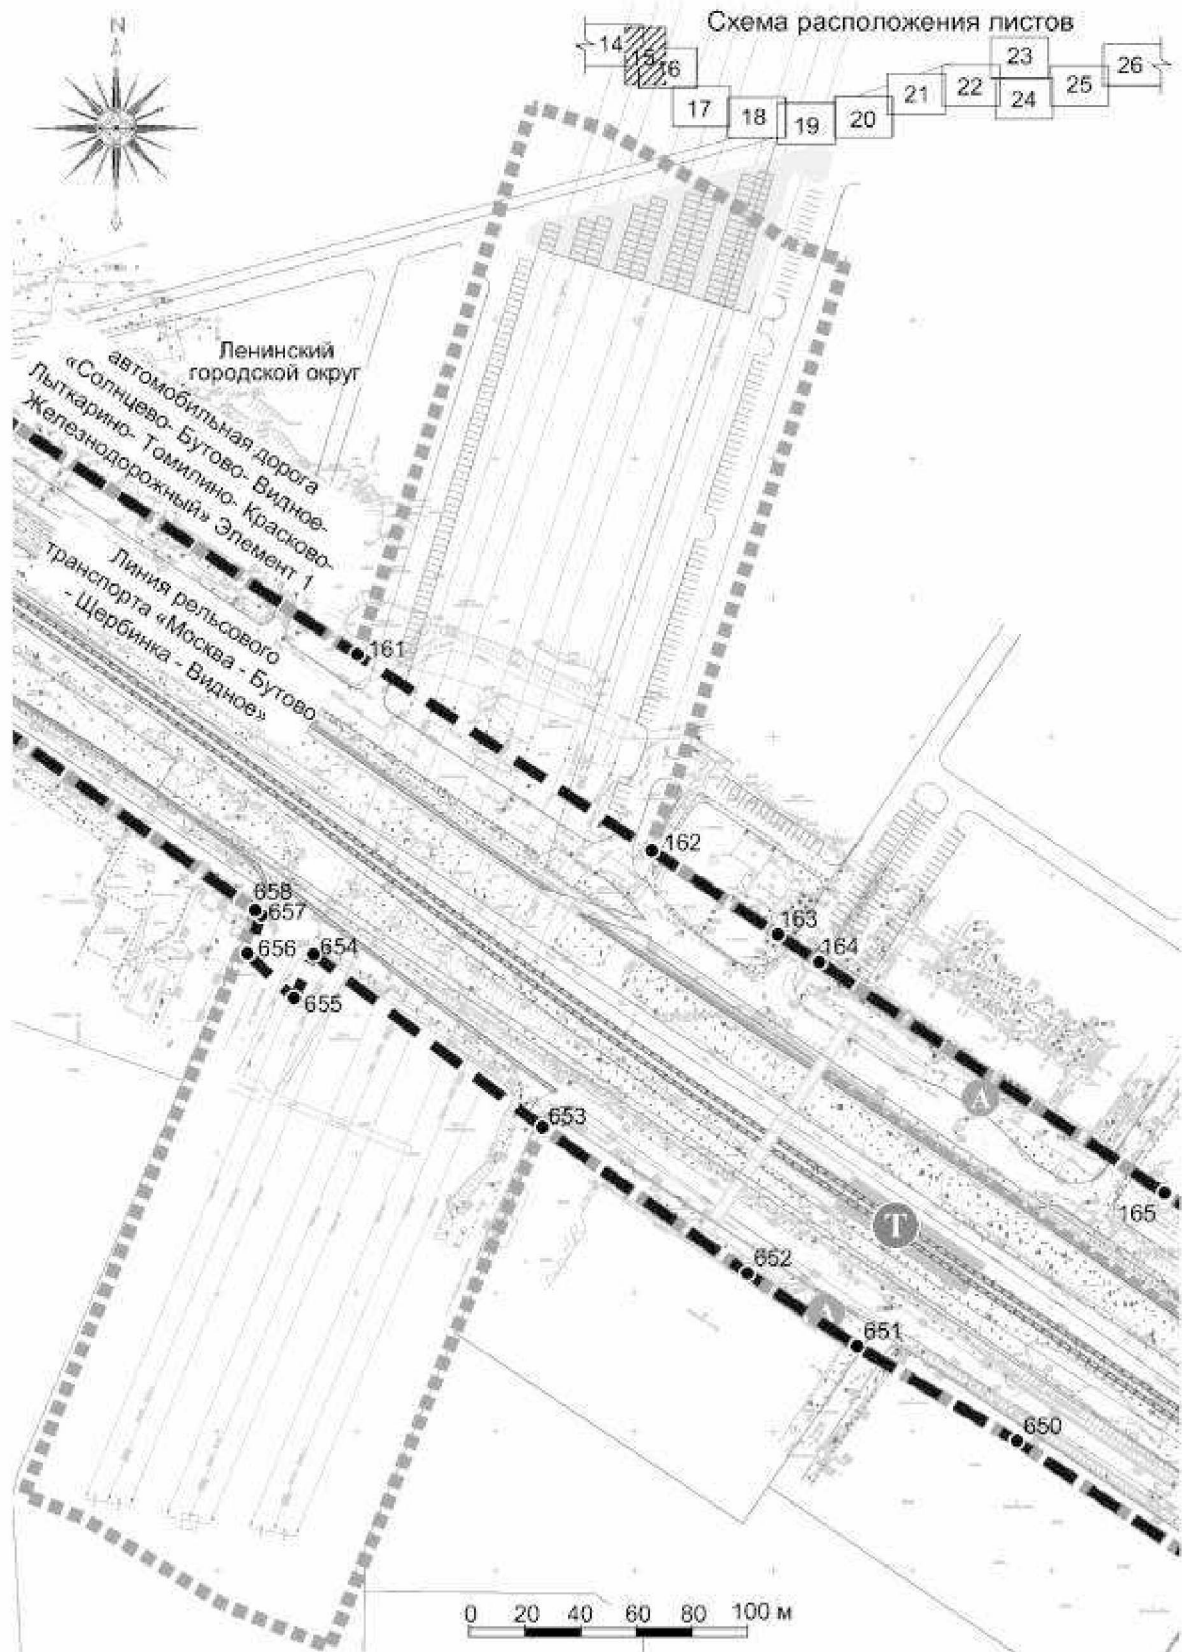 N
Схема расположения листов
14
15
16
17
18
19
20
21
22
23
24
25
26
Ленинский
городской округ
автомобильная дорога
«Солнцево- Бутово- Видное-
Лыткарино- Томилино- Красково-
Железнодорожный» Элемент 1
Линия рельсового
транспорта «Москва - Бутово
- Щербинка - Видное»
161
162
163
164
165
658
657
656
654
655
653
652
651
650
А
Т
0 20 40 60 80 100 м